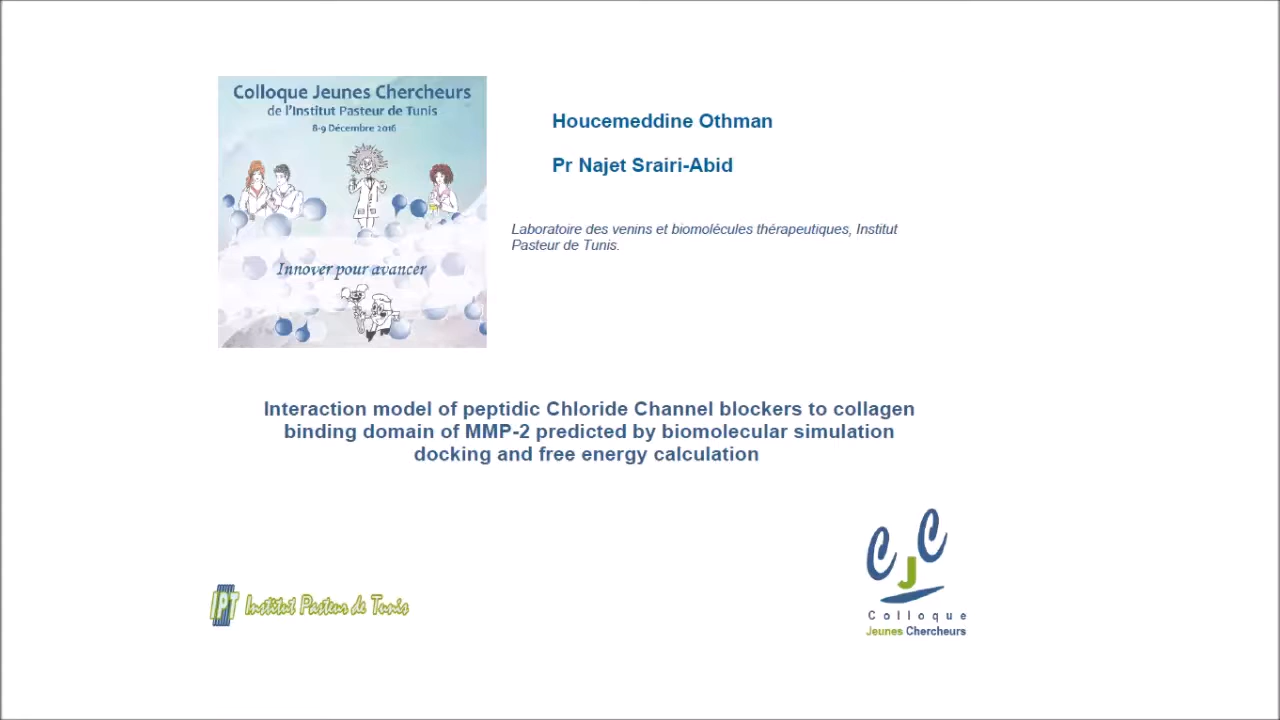 Colloque Jeunes Chercheurs
de l'Institut Pasteur de Tunis
8-9 Décembre 2016
Innover pour avancer
Houcemeddine Othman
Pr Najet Srairi-Abid
Laboratoire des venins et biomolécules thérapeutiques, Institut
Pasteur de Tunis.
Interaction model of peptidic Chloride Channel blockers to collagen
binding domain of MMP-2 predicted by biomolecular simulation
docking and free energy calculation
IPT Institut Pasteur de Tunis
CJC
Colloque
Jeunes Chercheurs